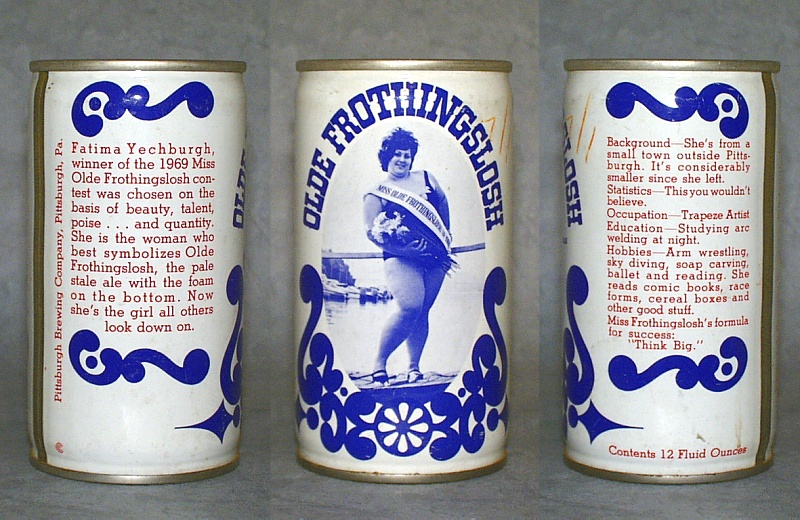 Fatima Yechburgh,
winner of the 1969 Miss
Olde Frothingslosh con-
test was chosen on the
basis of beauty, talent,
poise . . . and quantity.
She is the woman who
best symbolizes Olde
Frothingslosh, the pale
stale ale with the foam
on the bottom. Now
she's the girl all others
look down on.
Pittsburgh Brewing Company, Pittsburgh, Pa.
OLDE FROTHINGSLOSH
MISS OLDE FROTHINGSLOSH
Background—She's from a
small town outside Pitts-
burgh. It's considerably
smaller since she left.
Statistics—This you wouldn't
believe.
Occupation—Trapeze Artist
Education—Studying arc
welding at night.
Hobbies—Arm wrestling,
sky diving, soap carving,
ballet and reading. She
reads comic books, race
forms, cereal boxes and
other good stuff.
Miss Frothingslosh's formula
for success:
"Think Big."
Contents 12 Fluid Ounces